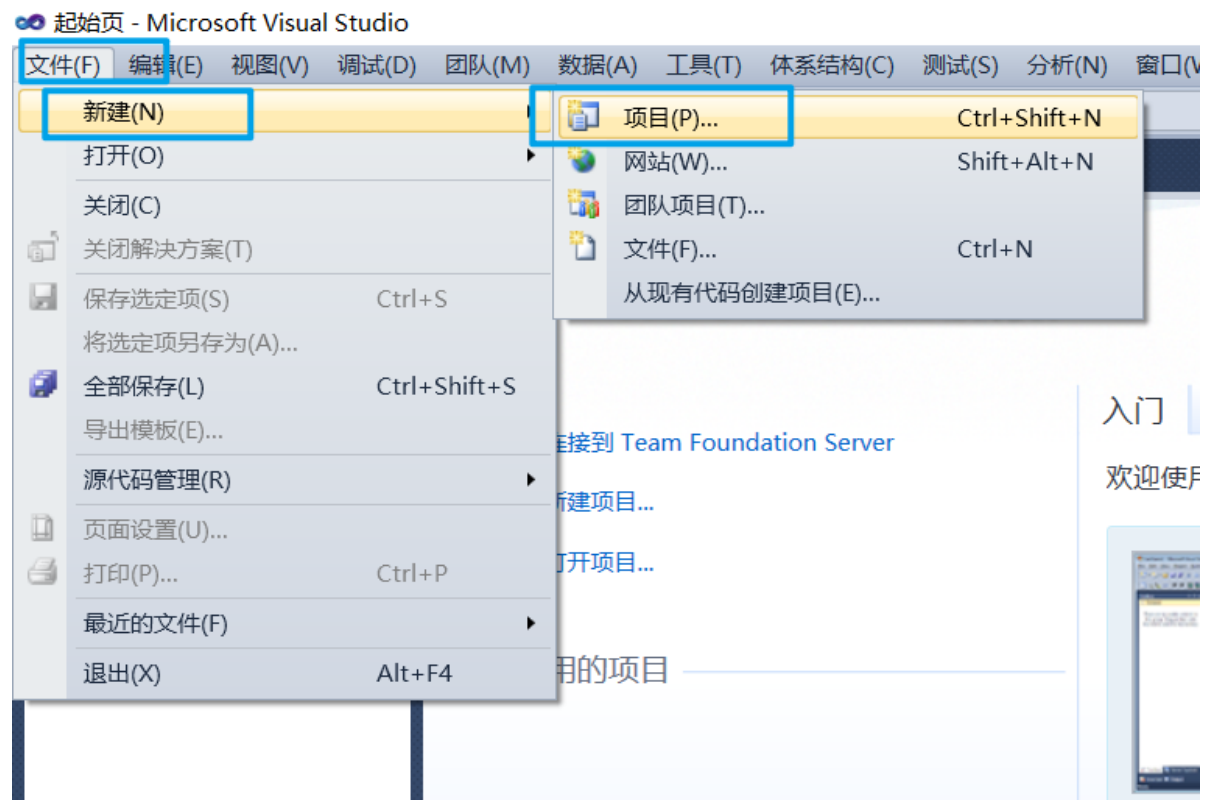 起始页 - Microsoft Visual Studio
文件(F) 编辑(E) 视图(V) 调试(D) 团队(M) 数据(A) 工具(T) 体系结构(C) 测试(S) 分析(N) 窗口(
新建(N)
项目(P)... Ctrl+Shift+N
打开(O)
网站(W)... Shift+Alt+N
关闭(C)
团队项目(T)...
关闭解决方案(T)
文件(F)... Ctrl+N
保存选定项(S) Ctrl+S
从现有代码创建项目(E)...
将选定项另存为(A)...
全部保存(L) Ctrl+Shift+S
导出模板(E)...
源代码管理(R)
页面设置(U)...
打印(P)... Ctrl+P
最近的文件(F)
退出(X) Alt+F4
接到 Team Foundation Server
建项目...
开项目...
用的项目
入门
欢迎使用